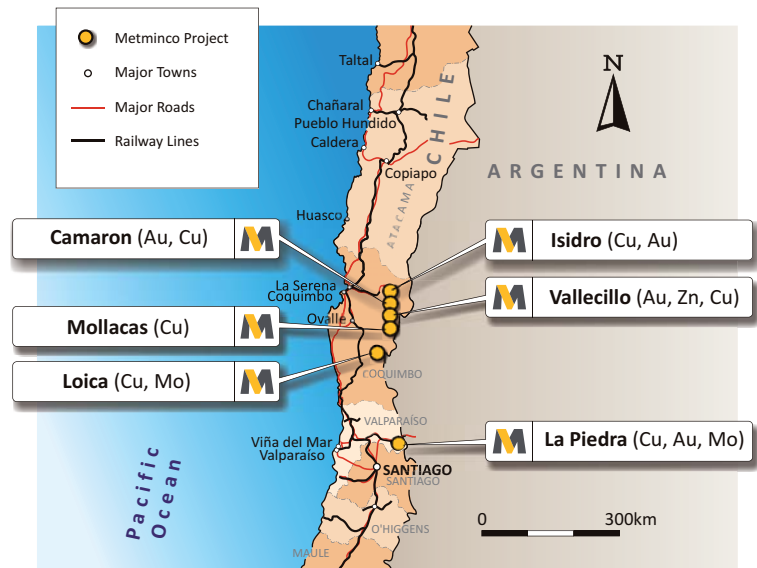 Metminco Project
Major Towns
Major Roads
Railway Lines
N
Taltal
Chañaral
Pueblo Hundido
Caldera
Copiapo
CHILE
ARGENTINA
ATACAMA
Huasco
Camaron (Au, Cu)
Isidro (Cu, Au)
La Serena
Coquimbo
Vallecillo (Au, Zn, Cu)
Ovalle
Mollacas (Cu)
Loica (Cu, Mo)
COQUIMBO
VALPARAÍSO
Viña del Mar
Valparaíso
La Piedra (Cu, Au, Mo)
SANTIAGO
SANTIAGO
Pacific
Ocean
0 300km
O'HIGGENS
MAULE